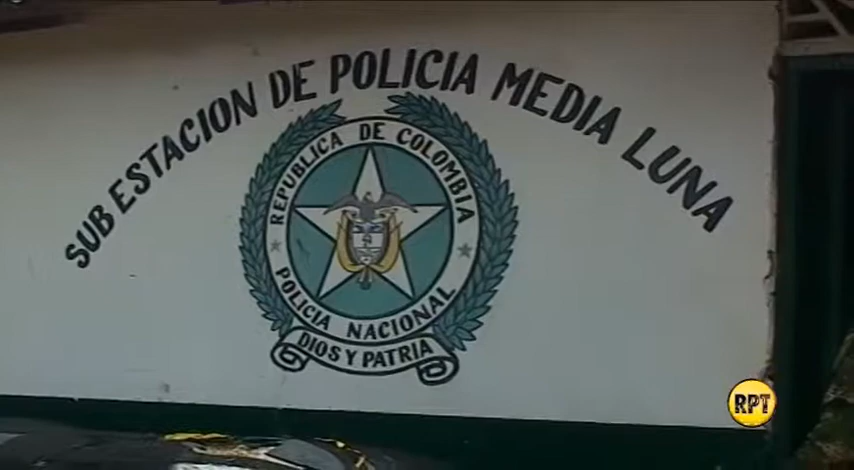 SUB ESTACION DE POLICIA MEDIA LUNA
REPUBLICA DE COLOMBIA
POLICIA NACIONAL
DIOS Y PATRIA
RPT